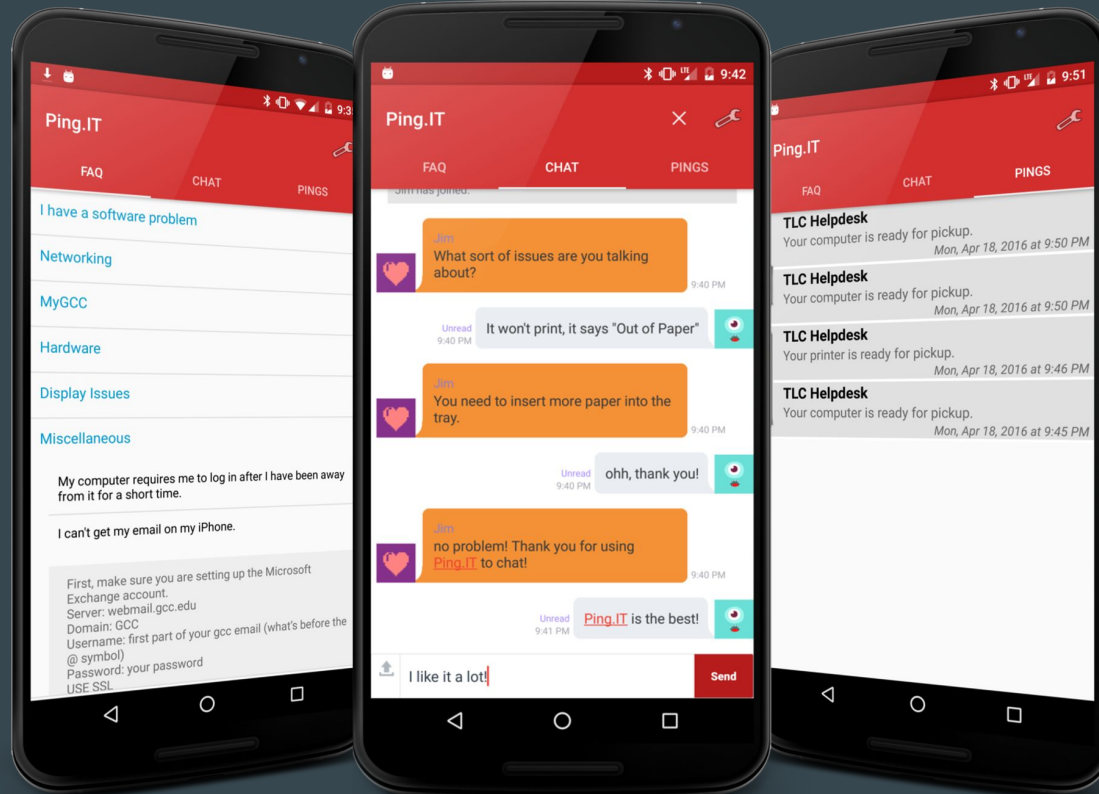 9:3
Ping.IT
FAQ
CHAT
PINGS
I have a software problem
Networking
MyGCC
Hardware
Display Issues
Miscellaneous
My computer requires me to log in after I have been away
from it for a short time.
I can't get my email on my iPhone.
First, make sure you are setting up the Microsoft
Exchange account.
Server: webmail.gcc.edu
Domain: GCC
Username: first part of your gcc email (what's before the
@ symbol)
Password: your password
USE SSL
LTE 9:42
Ping.IT
FAQ
CHAT
PINGS
Jim has joined.
Jim
What sort of issues are you talking
about?
9:40 PM
Unread
9:40 PM
It won't print, it says "Out of Paper"
Jim
You need to insert more paper into the
tray.
9:40 PM
Unread
9:40 PM
ohh, thank you!
Jim
no problem! Thank you for using
Ping.IT to chat!
9:40 PM
Unread
9:41 PM
Ping.IT is the best!
I like it a lot!
Send
LTE 9:51
Ping.IT
FAQ
CHAT
PINGS
TLC Helpdesk
Your computer is ready for pickup.
Mon, Apr 18, 2016 at 9:50 PM
TLC Helpdesk
Your computer is ready for pickup.
Mon, Apr 18, 2016 at 9:50 PM
TLC Helpdesk
Your printer is ready for pickup.
Mon, Apr 18, 2016 at 9:46 PM
TLC Helpdesk
Your computer is ready for pickup.
Mon, Apr 18, 2016 at 9:45 PM